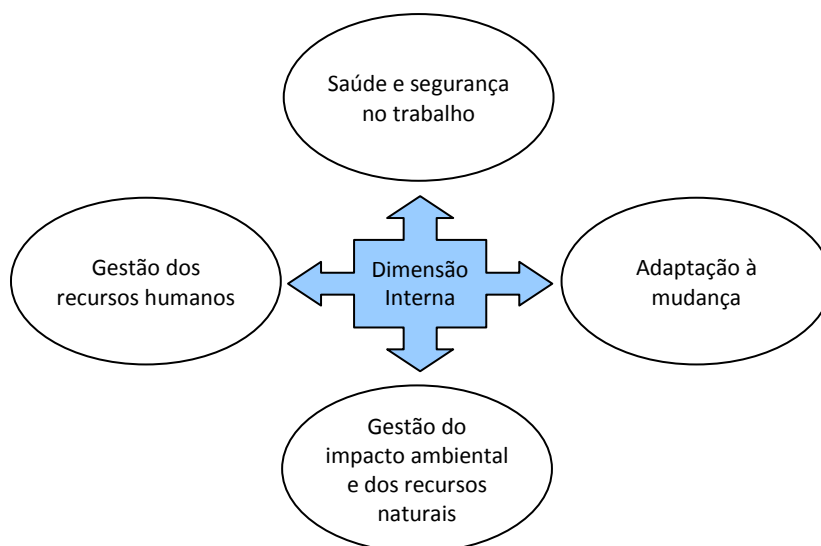 Saúde e segurança
no trabalho
Gestão dos
recursos humanos
Dimensão
Interna
Adaptação à
mudança
Gestão do
impacto ambiental
e dos recursos
naturais